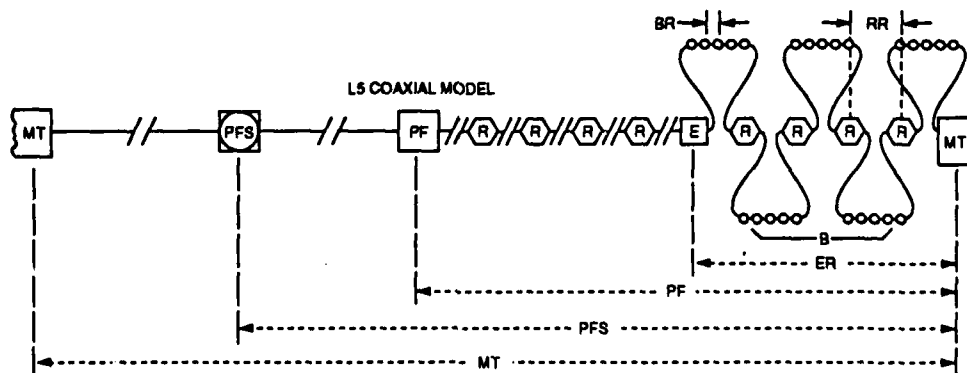 BR RR
L5 COAXIAL MODEL
MT PFS PF R R R R E R R R R MT
B
ER
PF
PFS
MT